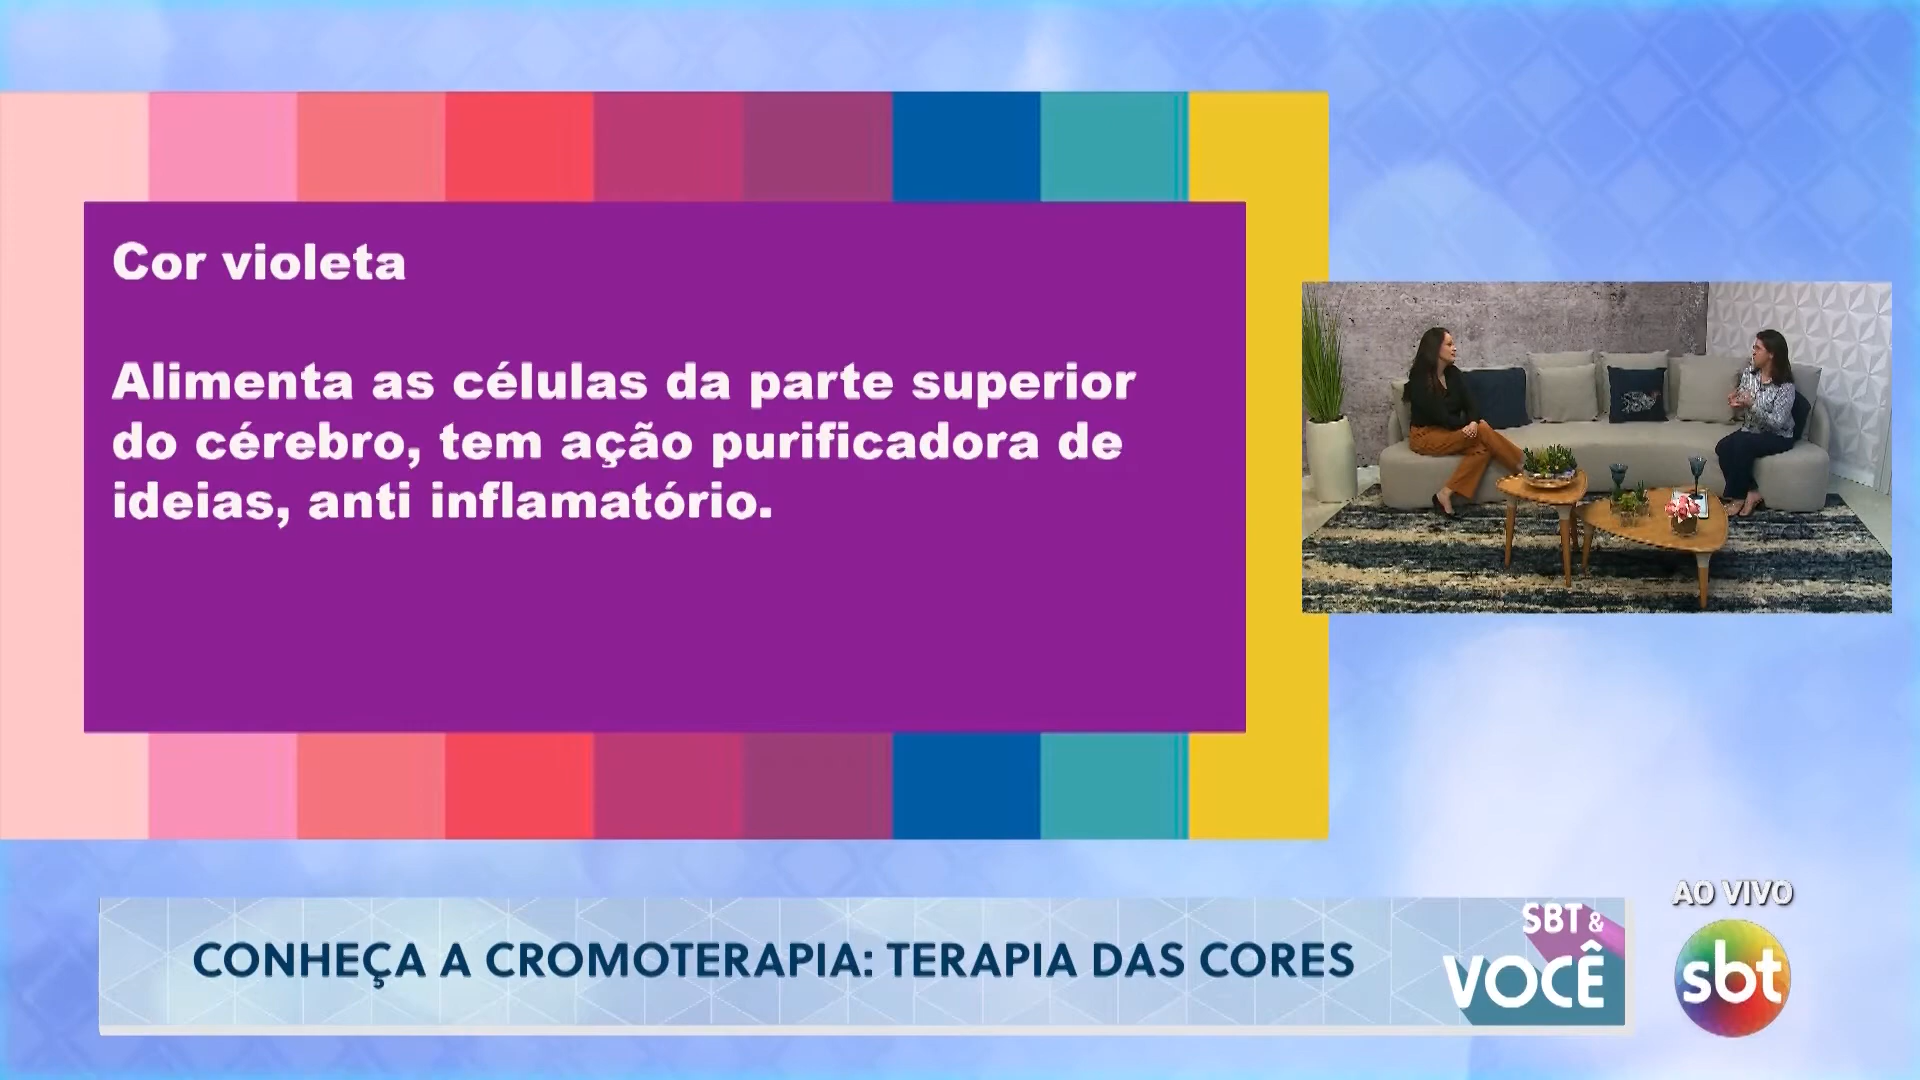 Cor violeta
Alimenta as células da parte superior
do cérebro, tem ação purificadora de
ideias, anti inflamatório.
CONHEÇA A CROMOTERAPIA: TERAPIA DAS CORES
SBT &
VOCÊ
AO VIVO
sbt